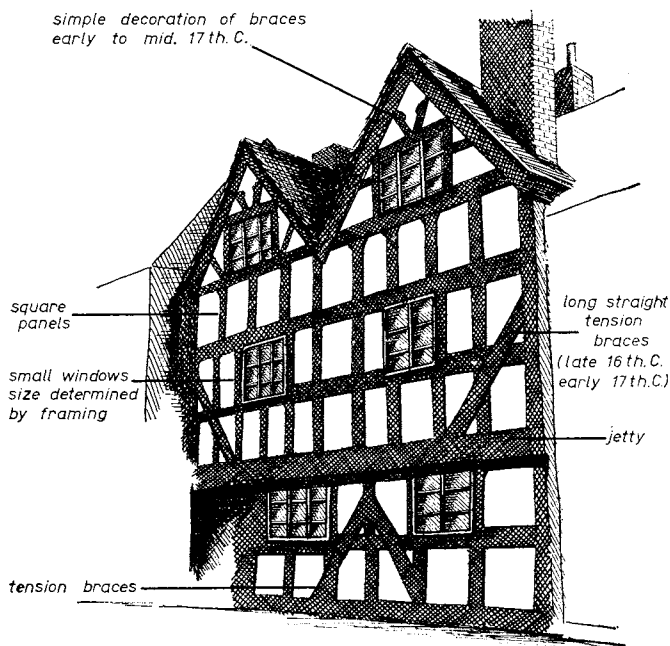 simple decoration of braces
early to mid. 17th. C.
square
panels
small windows
size determined
by framing
long straight
tension
braces
(late 16th. C.
early 17th. C.)
jetty
tension braces